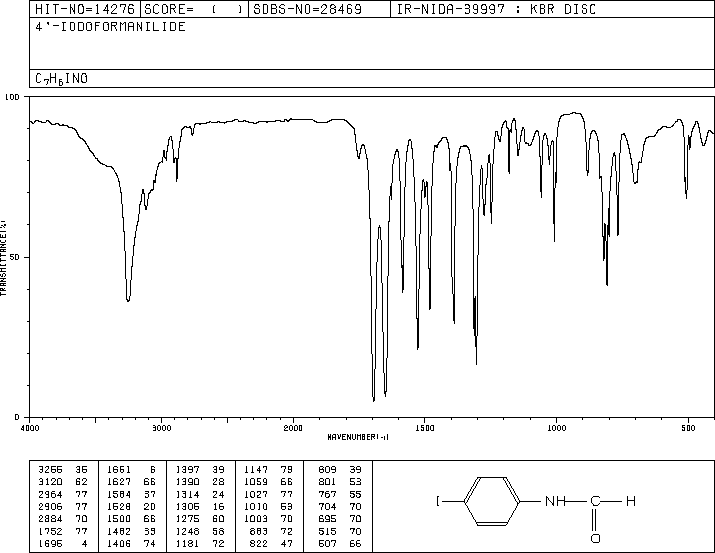 HIT-NO=14276 SCORE= ( ) SDBS-NO=28469 IR-NIDA-39997 : KBR DISC
4'-IODOFORMANILIDE
C7H6INO
100
50
0
TRANSMITTANCE(%)
4000 3000 2000 1500 1000 500
WAVENUMBER(-1)
3255 35 1651 6 1397 39 1147 79 809 39
3120 62 1627 66 1390 28 1059 66 801 53
2964 77 1584 37 1314 24 1027 77 767 55
2906 77 1528 20 1305 16 1010 53 704 70
2884 70 1500 66 1275 60 1003 70 695 70
1752 77 1482 39 1248 58 883 72 515 70
1695 4 1406 74 1181 72 822 47 507 66
I NH C H
O